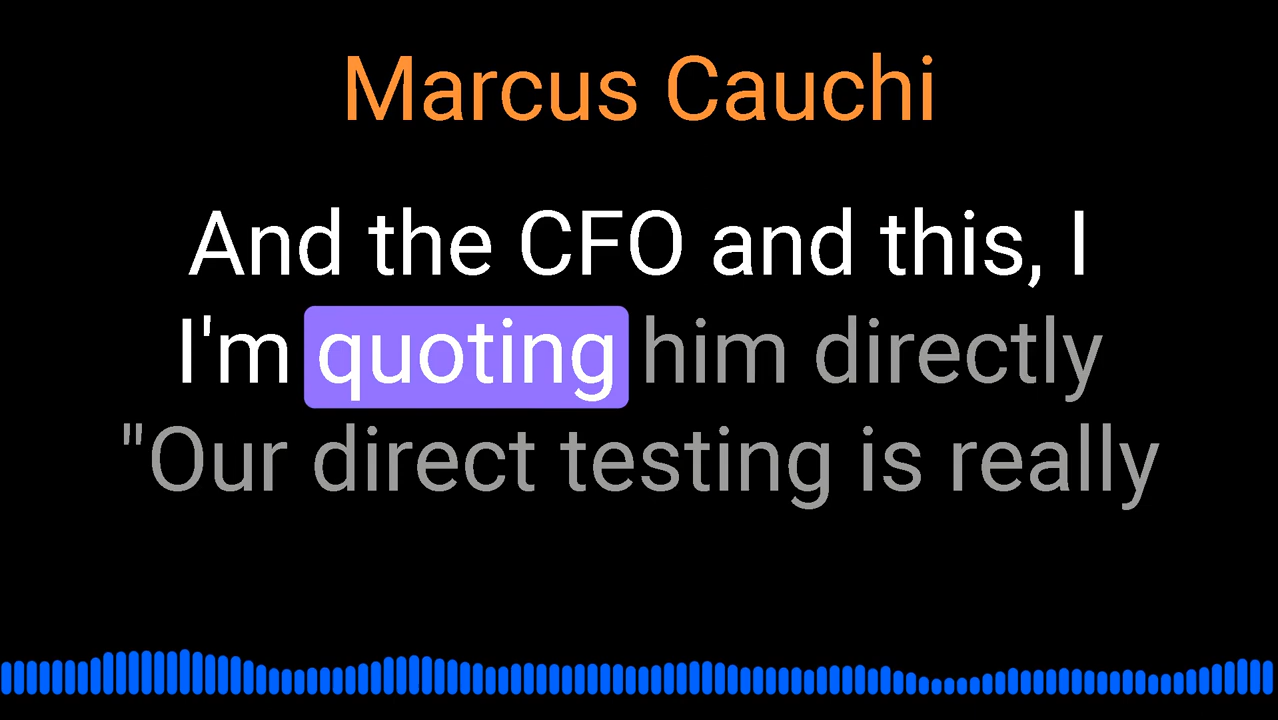 Marcus Cauchi
And the CFO and this, I
I'm quoting him directly
"Our direct testing is really